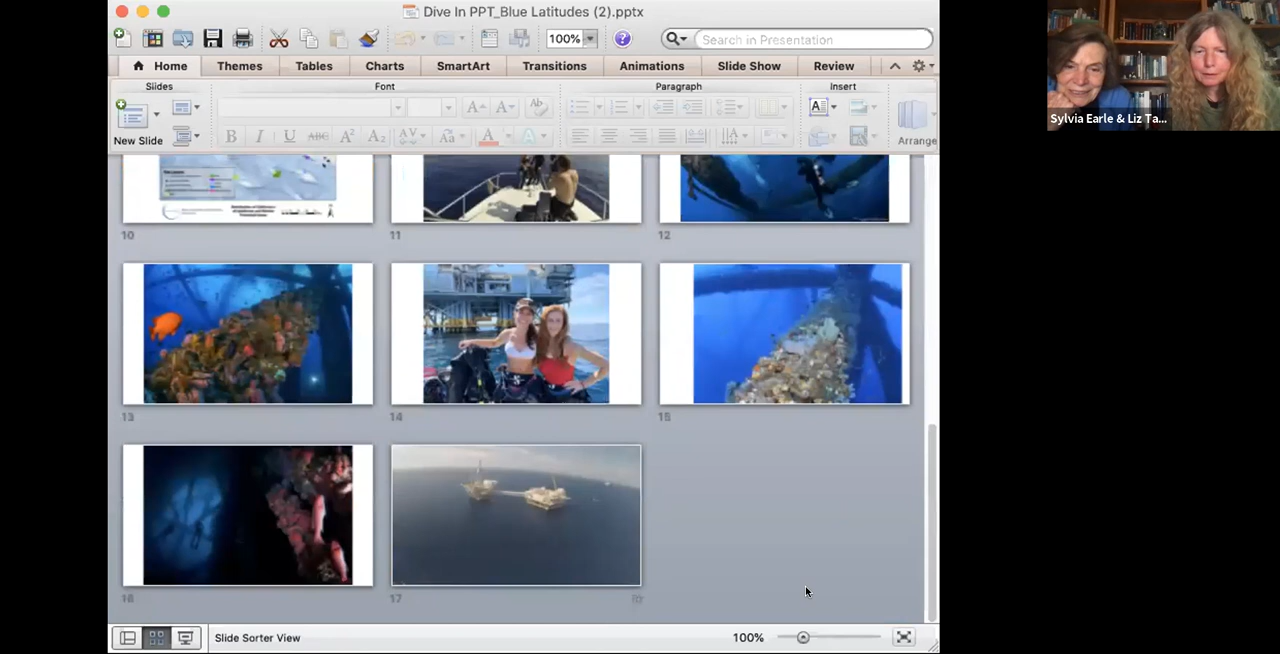 Dive In PPT_Blue Latitudes (2).pptx
100%
Search in Presentation
Home
Themes
Tables
Charts
SmartArt
Transitions
Animations
Slide Show
Review
Slides
Font
Paragraph
Insert
New Slide
Arrange
Sylvia Earle & Liz Ta...
10
11
12
13
14
15
16
17
Slide Sorter View
100%